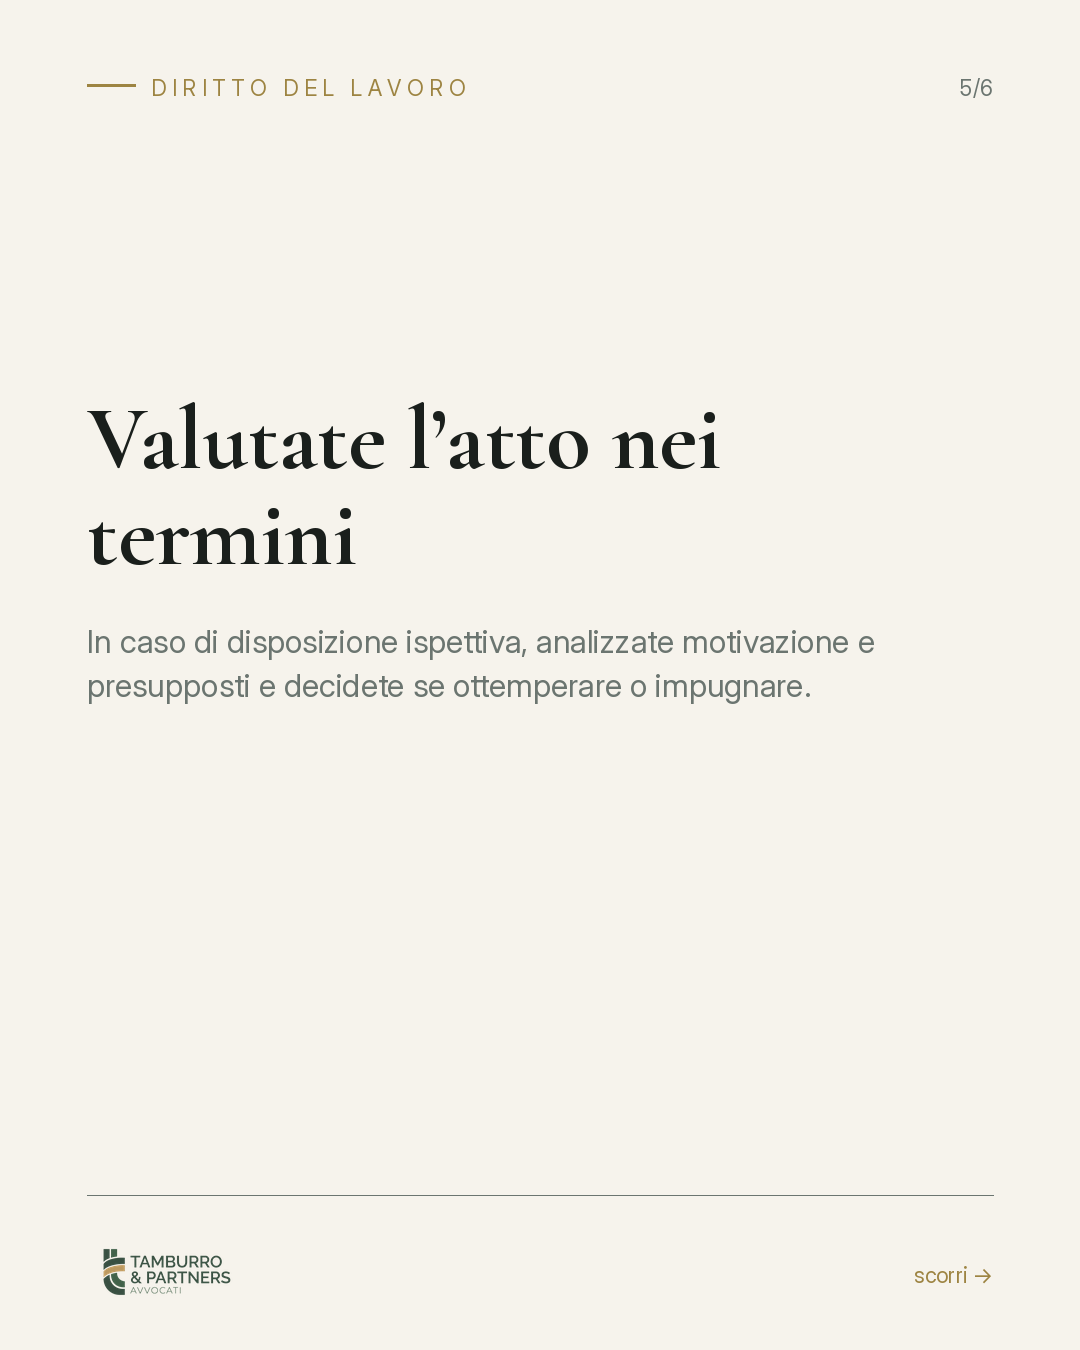 DIRITTO DEL LAVORO
5/6
Valutate l’atto nei
termini
In caso di disposizione ispettiva, analizzate motivazione e
presupposti e decidete se ottemperare o impugnare.
TAMBURRO
& PARTNERS
AVVOCATI
scorri →